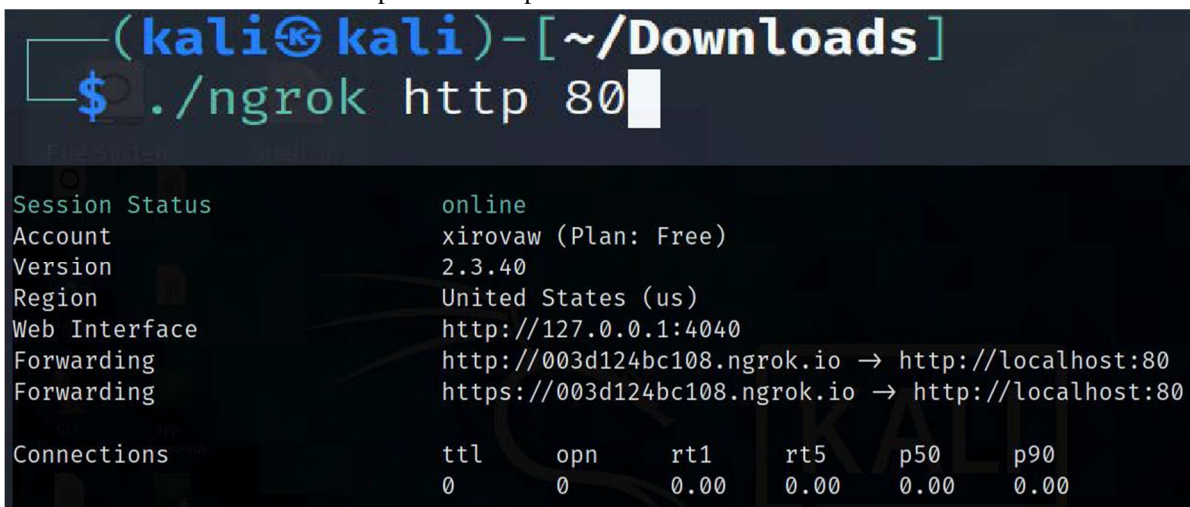 ┌──(kali㉿kali)-[~/Downloads]
└─$ ./ngrok http 80
Session Status online
Account xirovaw (Plan: Free)
Version 2.3.40
Region United States (us)
Web Interface http://127.0.0.1:4040
Forwarding http://003d124bc108.ngrok.io → http://localhost:80
Forwarding https://003d124bc108.ngrok.io → http://localhost:80
Connections ttl opn rt1 rt5 p50 p90
0 0 0.00 0.00 0.00 0.00
KALI